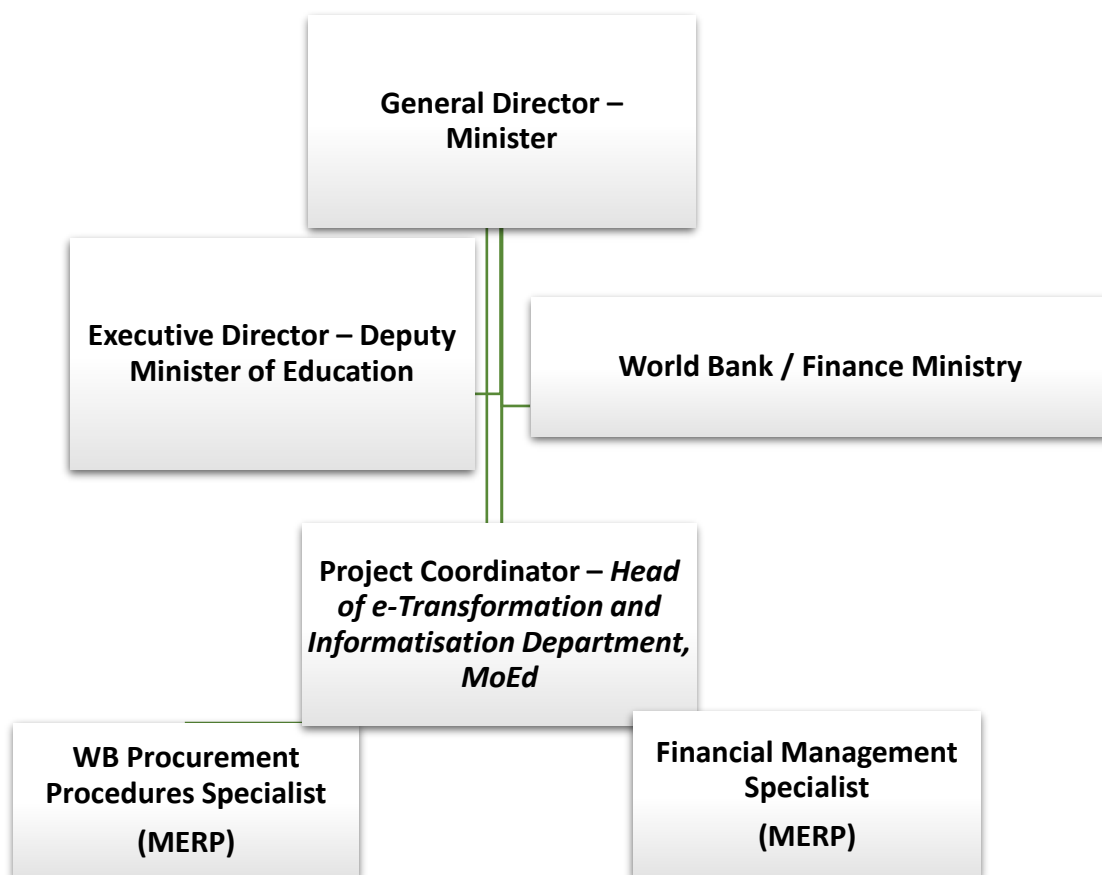 General Director –
Minister
Executive Director – Deputy
Minister of Education
World Bank / Finance Ministry
Project Coordinator – Head
of e-Transformation and
Informatisation Department,
MoEd
WB Procurement
Procedures Specialist
(MERP)
Financial Management
Specialist
(MERP)